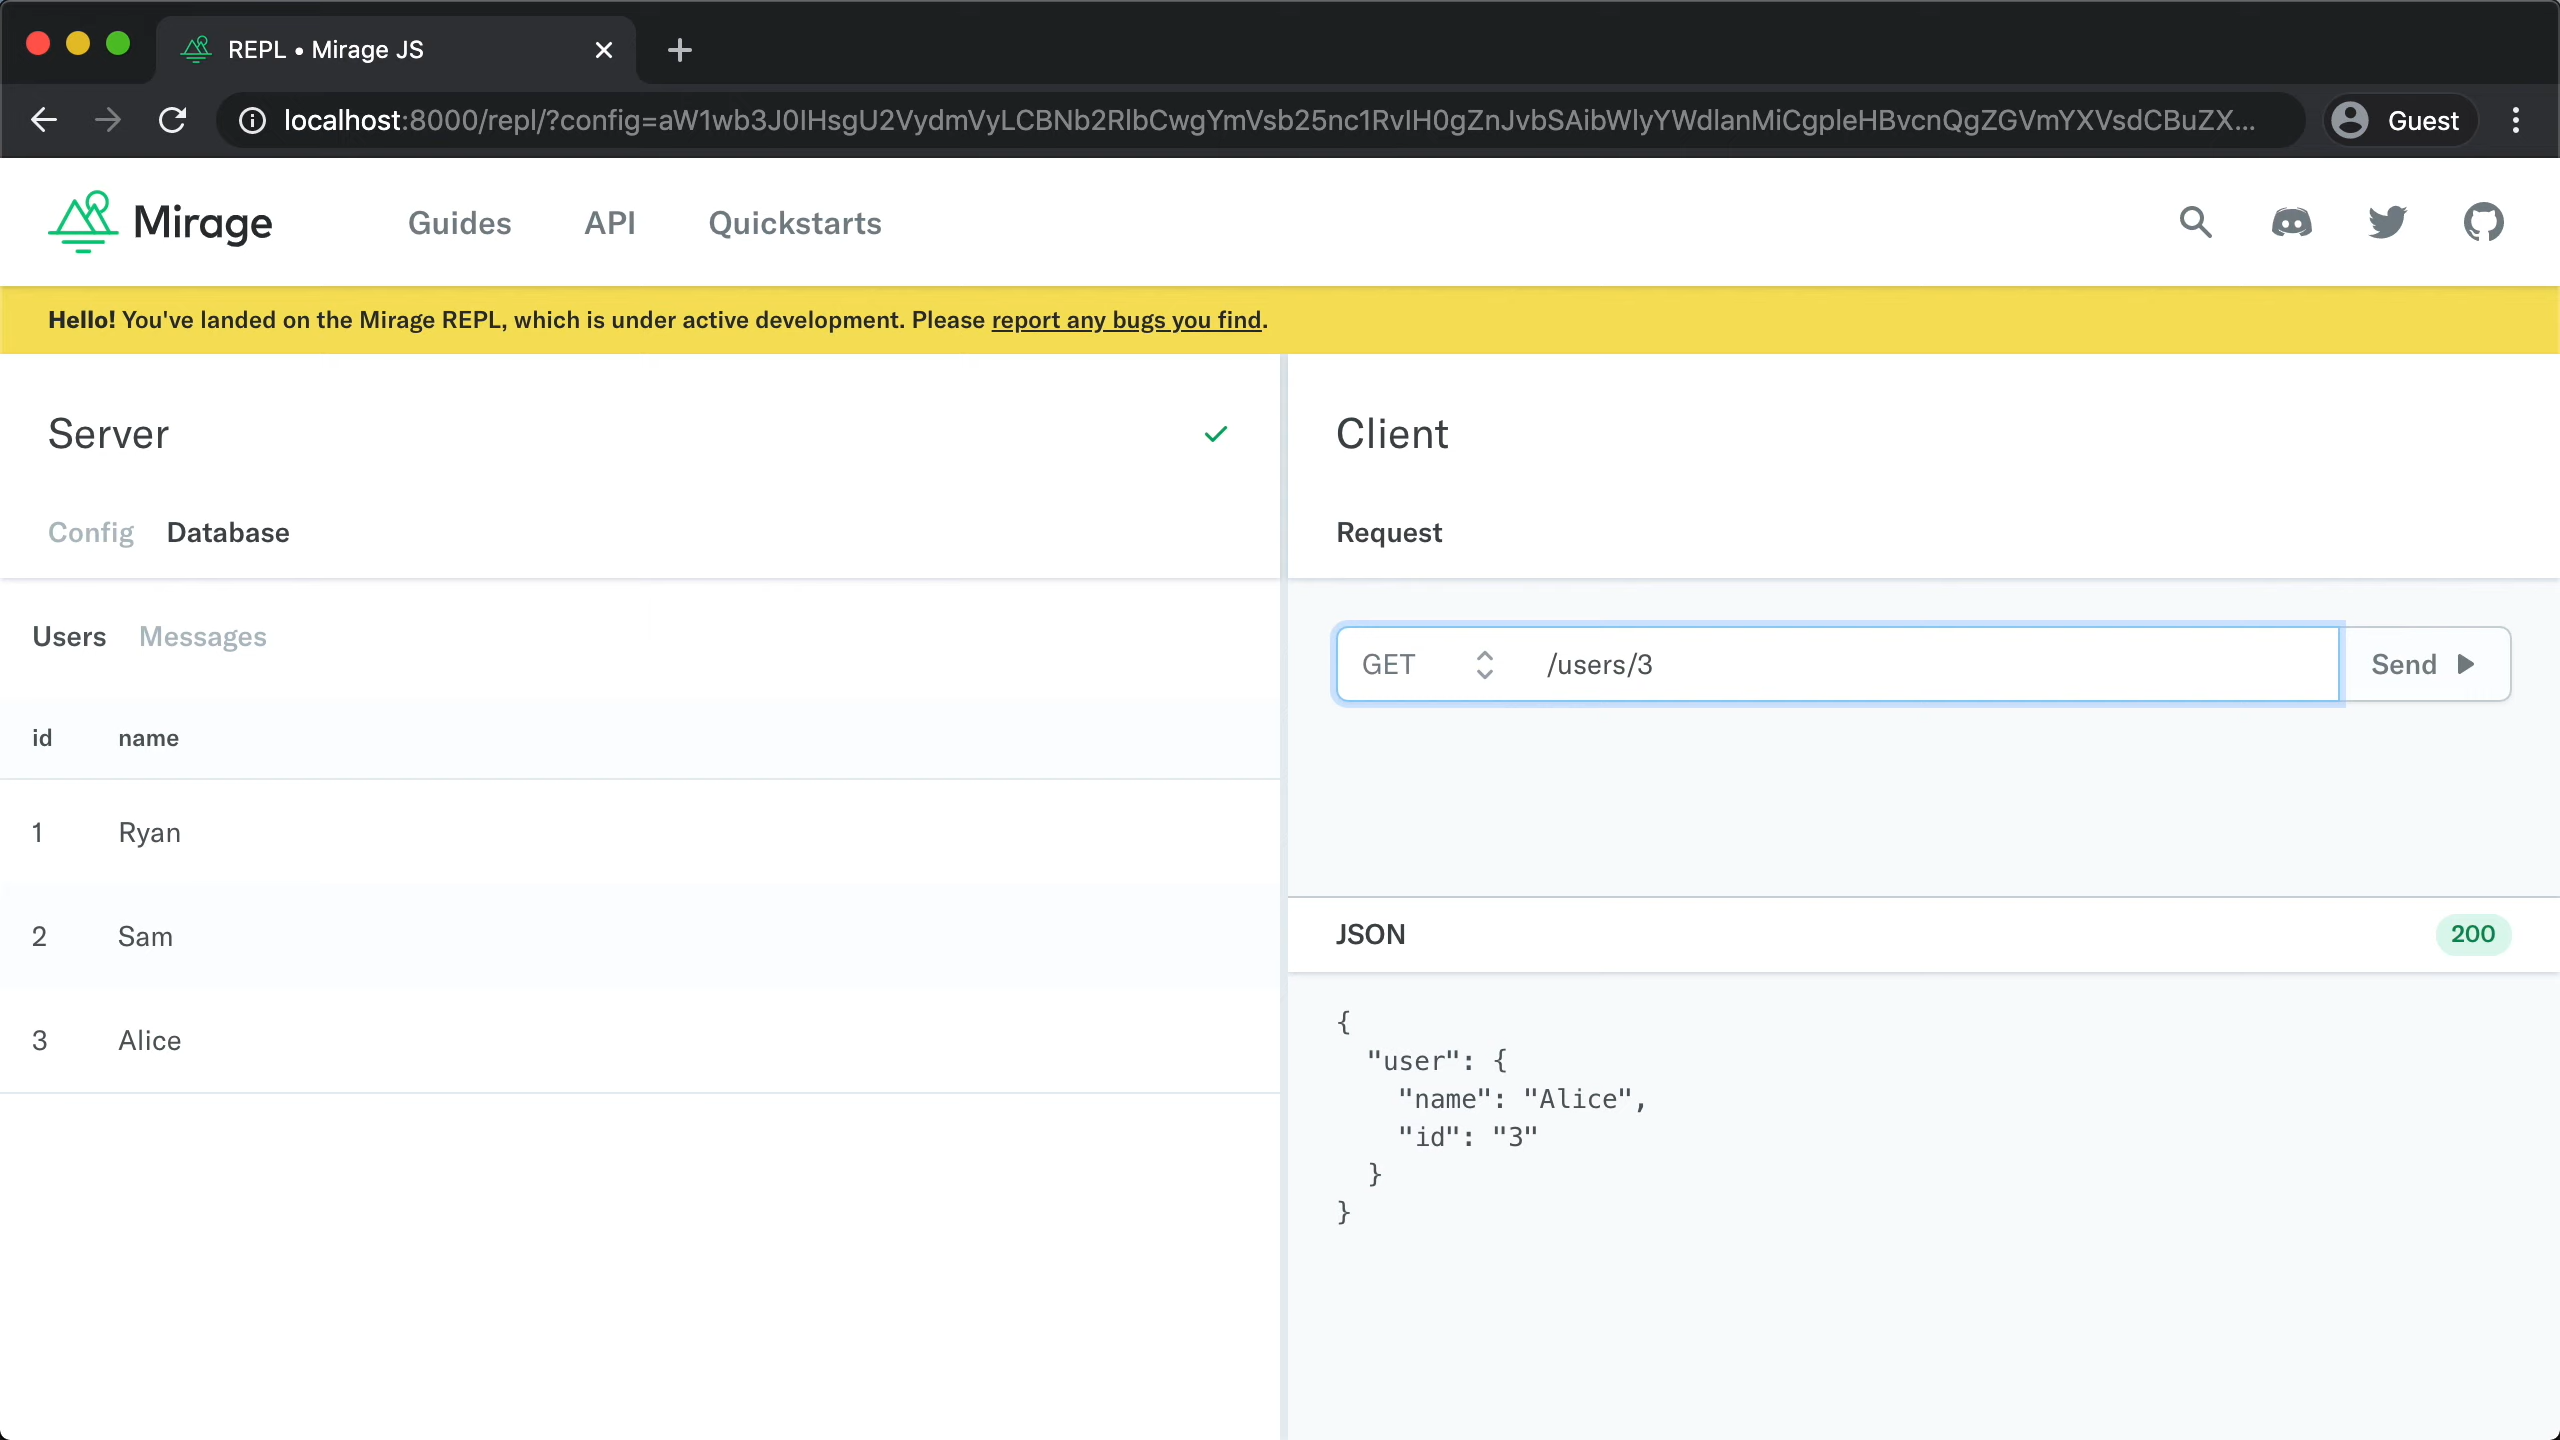 REPL • Mirage JS
localhost:8000/repl/?config=aW1wb3J0IHsgU2VydmVyLCBNb2RlbCwgYmVsb25nc1RvIH0gZnJvbSAibWlyYWdlanMiCgpleHBvcnQgZGVmYXVsdCBuZX...
Guest
Mirage
Guides
API
Quickstarts
Hello! You've landed on the Mirage REPL, which is under active development. Please report any bugs you find.
Server
Config
Database
Users
Messages
id name
1 Ryan
2 Sam
3 Alice
Client
Request
GET
/users/3
Send
JSON
200
{
"user": {
"name": "Alice",
"id": "3"
}
}